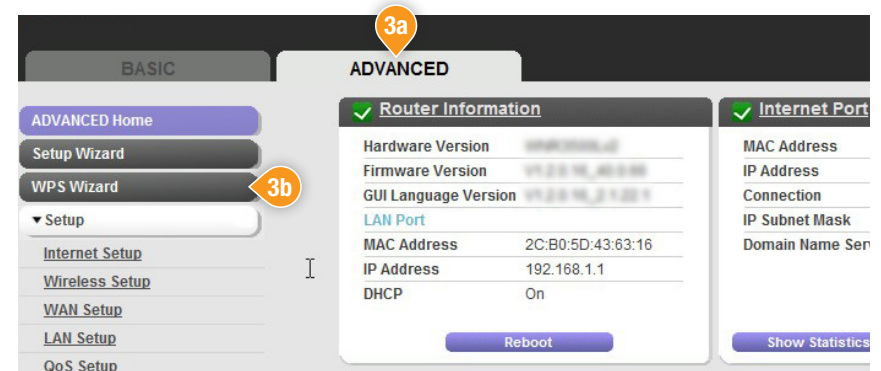 3a
BASIC
ADVANCED
ADVANCED Home
Setup Wizard
WPS Wizard
3b
▼ Setup
Internet Setup
Wireless Setup
WAN Setup
LAN Setup
QoS Setup
Router Information
Hardware Version
Firmware Version
GUI Language Version
LAN Port
MAC Address 2C:B0:5D:43:63:16
IP Address 192.168.1.1
DHCP On
Reboot
Internet Port
MAC Address
IP Address
Connection
IP Subnet Mask
Domain Name
Show Statistics